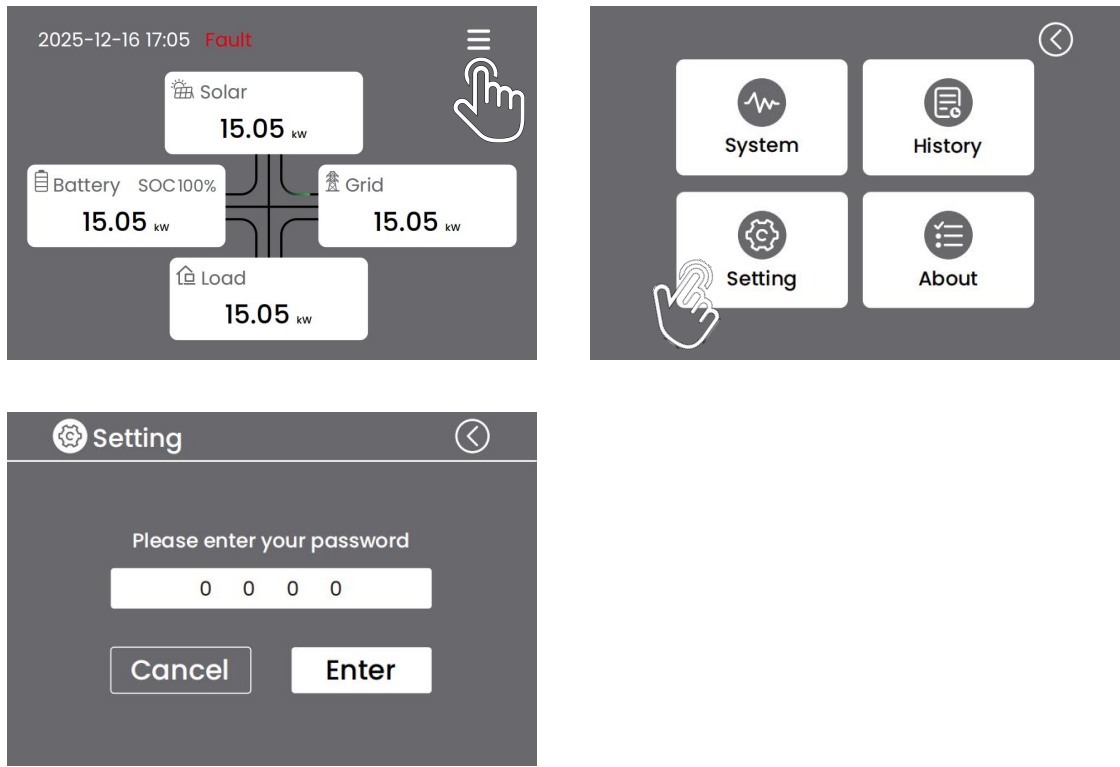 2025-12-16 17:05 Fault
Solar
15.05 kW
Battery SOC100%
15.05 kW
Grid
15.05 kW
Load
15.05 kW
System
History
Setting
About
Setting
Please enter your password
0 0 0 0
Cancel
Enter